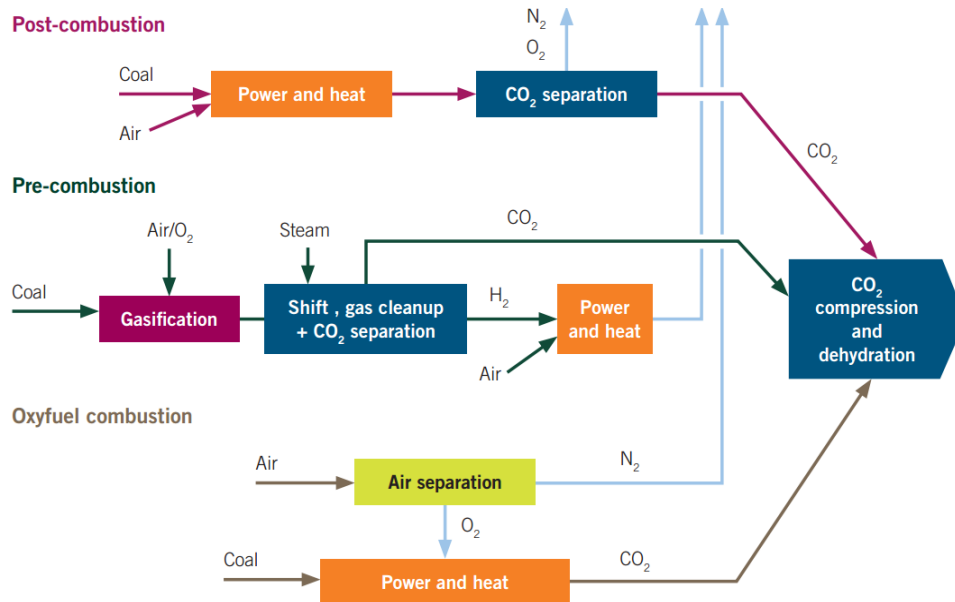 Post-combustion
N₂
O₂
Coal
Power and heat
CO₂ separation
Air
CO₂
Pre-combustion
Air/O₂
Steam
CO₂
Coal
Gasification
Shift , gas cleanup
+ CO₂ separation
H₂
Power
and heat
Air
CO₂
compression
and
dehydration
Oxyfuel combustion
Air
Air separation
N₂
O₂
Coal
Power and heat
CO₂